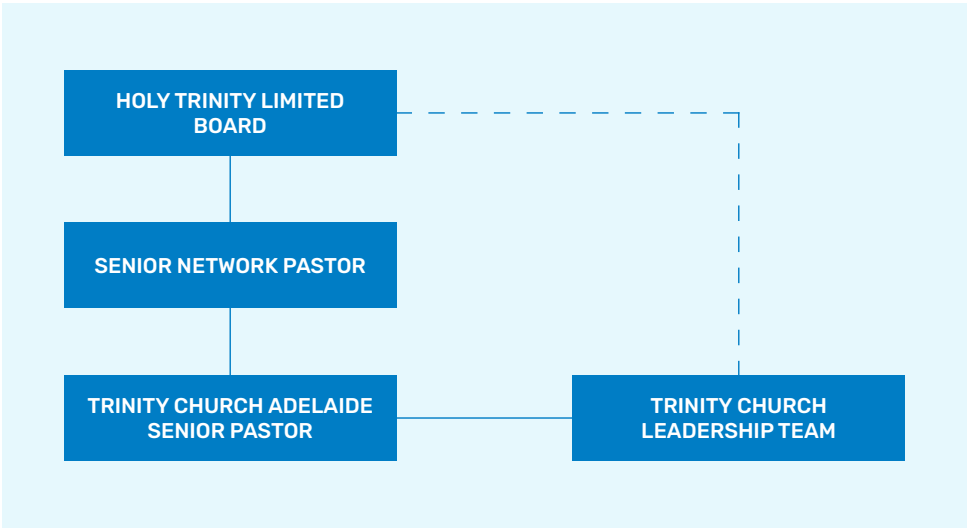 HOLY TRINITY LIMITED
BOARD
SENIOR NETWORK PASTOR
TRINITY CHURCH ADELAIDE
SENIOR PASTOR
TRINITY CHURCH
LEADERSHIP TEAM